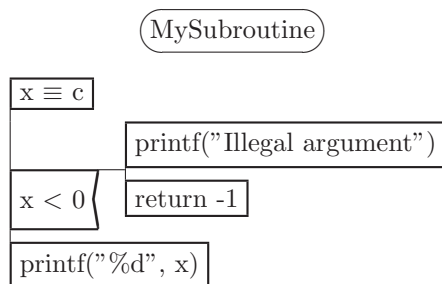 MySubroutine
x ≡ c
printf("Illegal argument")
x < 0
return -1
printf("%d", x)